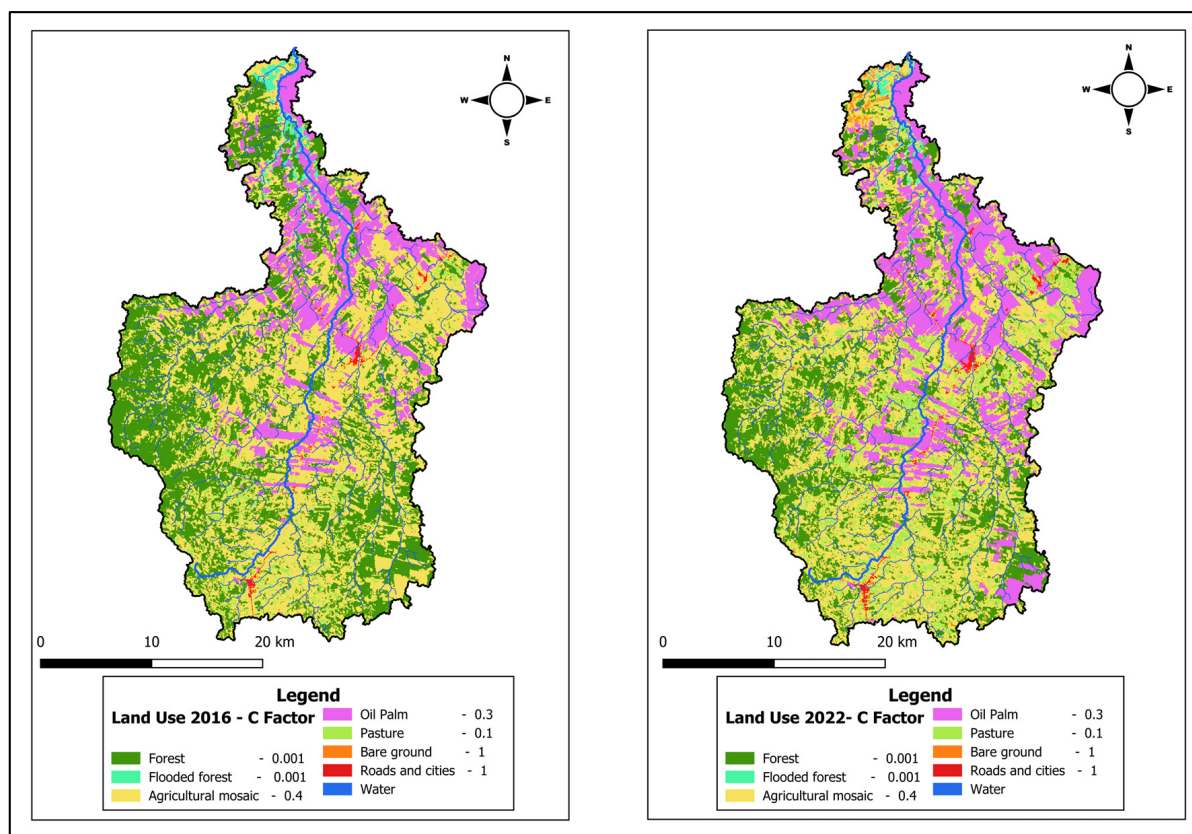 N
W E
S
0 10 20 km
Legend
Land Use 2016 - C Factor
Forest - 0.001
Flooded forest - 0.001
Agricultural mosaic - 0.4
Oil Palm - 0.3
Pasture - 0.1
Bare ground - 1
Roads and cities - 1
Water
N
W E
S
0 10 20 km
Legend
Land Use 2022- C Factor
Forest - 0.001
Flooded forest - 0.001
Agricultural mosaic - 0.4
Oil Palm - 0.3
Pasture - 0.1
Bare ground - 1
Roads and cities - 1
Water